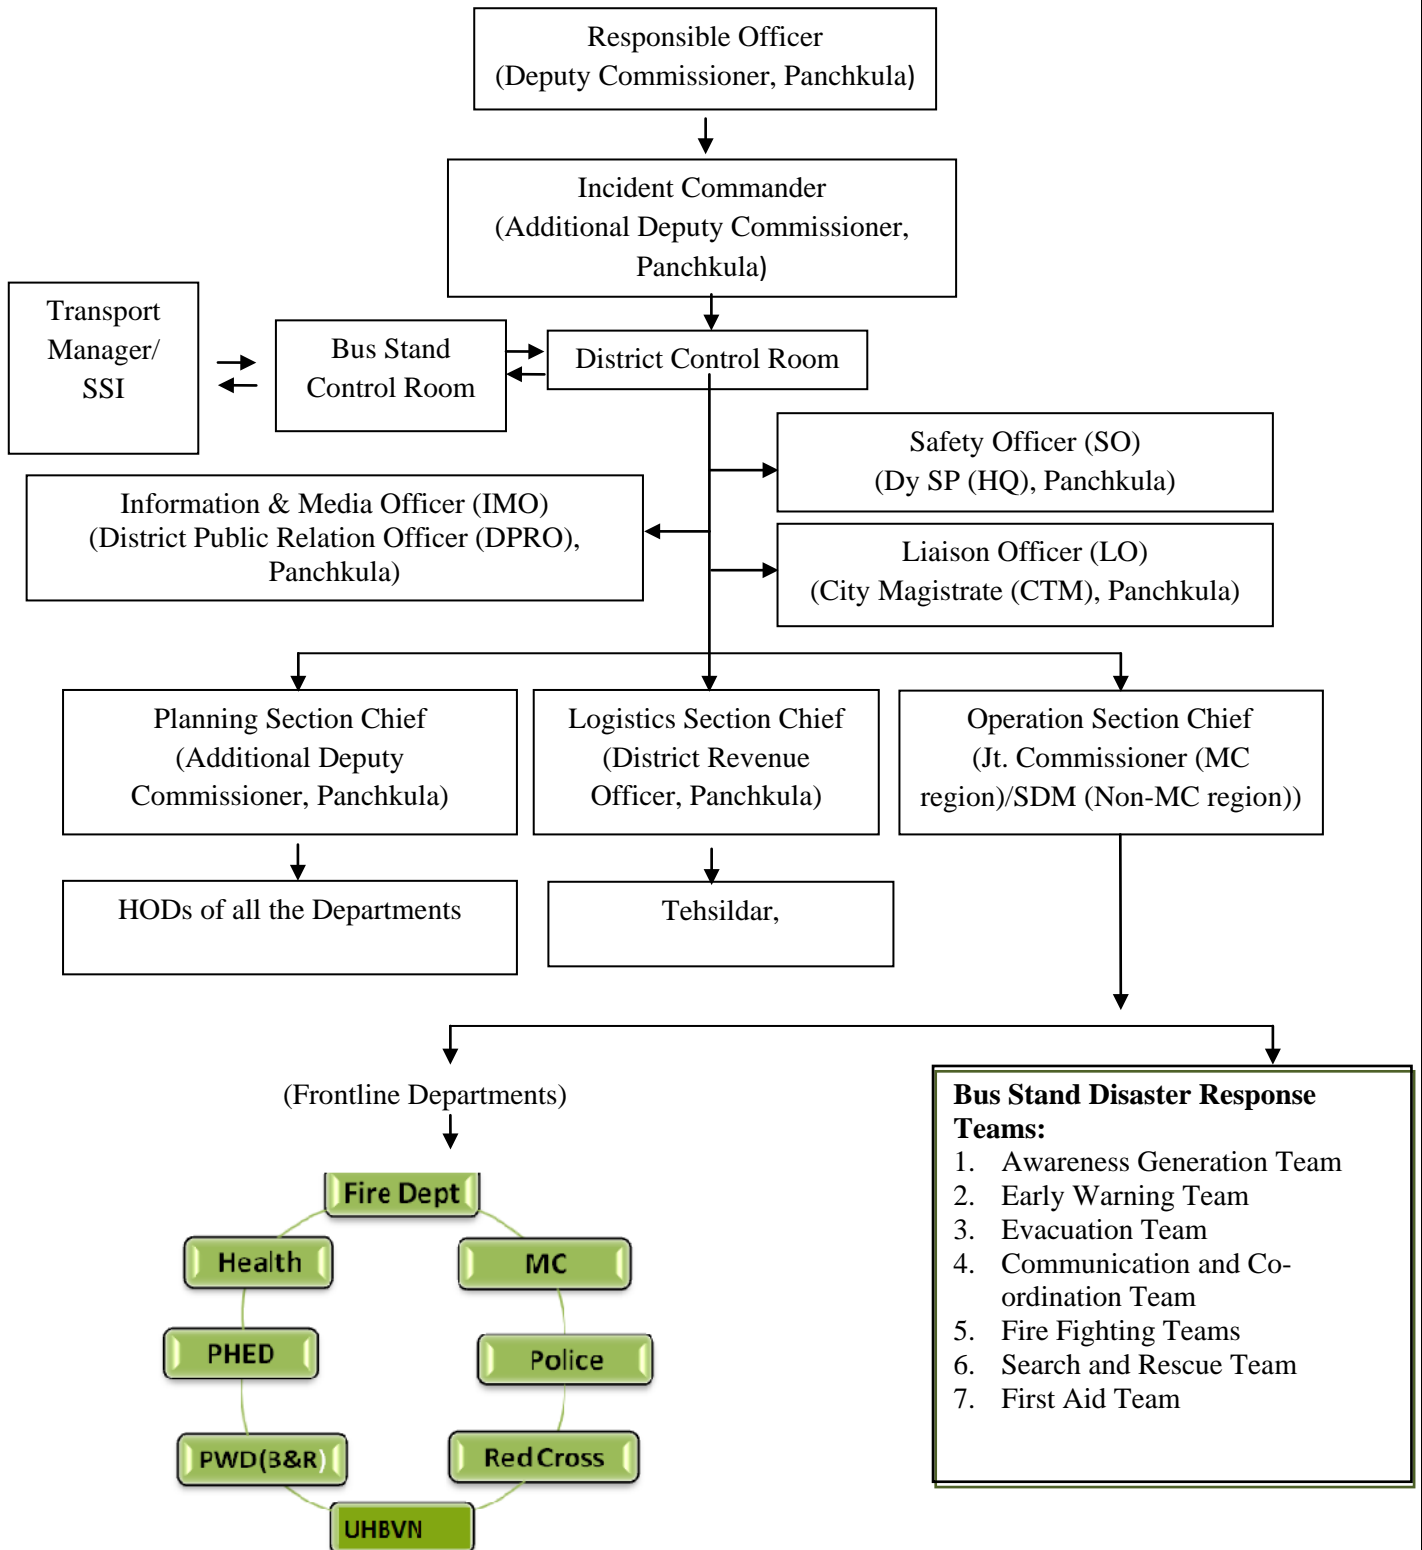 Responsible Officer
(Deputy Commissioner, Panchkula)
Incident Commander
(Additional Deputy Commissioner,
Panchkula)
Transport
Manager/
SSI
Bus Stand
Control Room
District Control Room
Safety Officer (SO)
(Dy SP (HQ), Panchkula)
Information & Media Officer (IMO)
(District Public Relation Officer (DPRO),
Panchkula)
Liaison Officer (LO)
(City Magistrate (CTM), Panchkula)
Planning Section Chief
(Additional Deputy
Commissioner, Panchkula)
Logistics Section Chief
(District Revenue
Officer, Panchkula)
Operation Section Chief
(Jt. Commissioner (MC
region)/SDM (Non-MC region))
HODs of all the Departments
Tehsildar,
(Frontline Departments)
Fire Dept
Health
MC
PHED
Police
PWD(B&R)
Red Cross
UHBVN
Bus Stand Disaster Response
Teams:
1. Awareness Generation Team
2. Early Warning Team
3. Evacuation Team
4. Communication and Co-
ordination Team
5. Fire Fighting Teams
6. Search and Rescue Team
7. First Aid Team